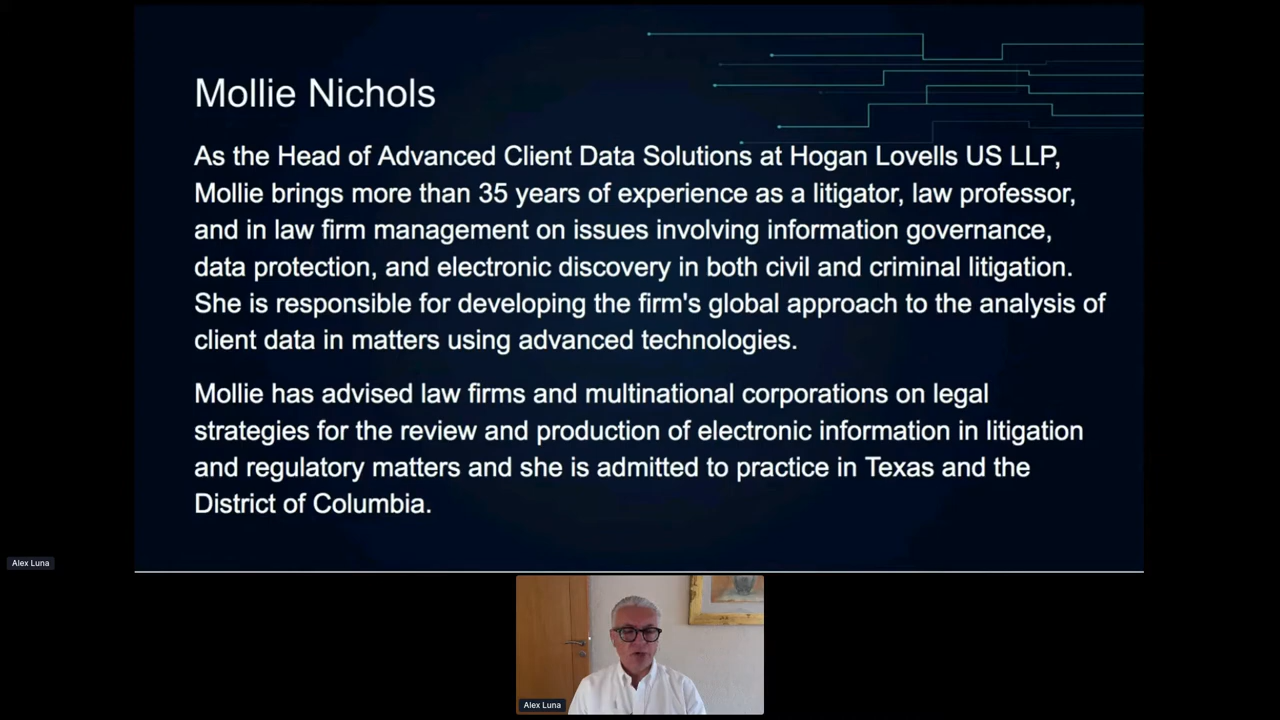 Mollie Nichols
As the Head of Advanced Client Data Solutions at Hogan Lovells US LLP,
Mollie brings more than 35 years of experience as a litigator, law professor,
and in law firm management on issues involving information governance,
data protection, and electronic discovery in both civil and criminal litigation.
She is responsible for developing the firm's global approach to the analysis of
client data in matters using advanced technologies.
Mollie has advised law firms and multinational corporations on legal
strategies for the review and production of electronic information in litigation
and regulatory matters and she is admitted to practice in Texas and the
District of Columbia.
Alex Luna
Alex Luna